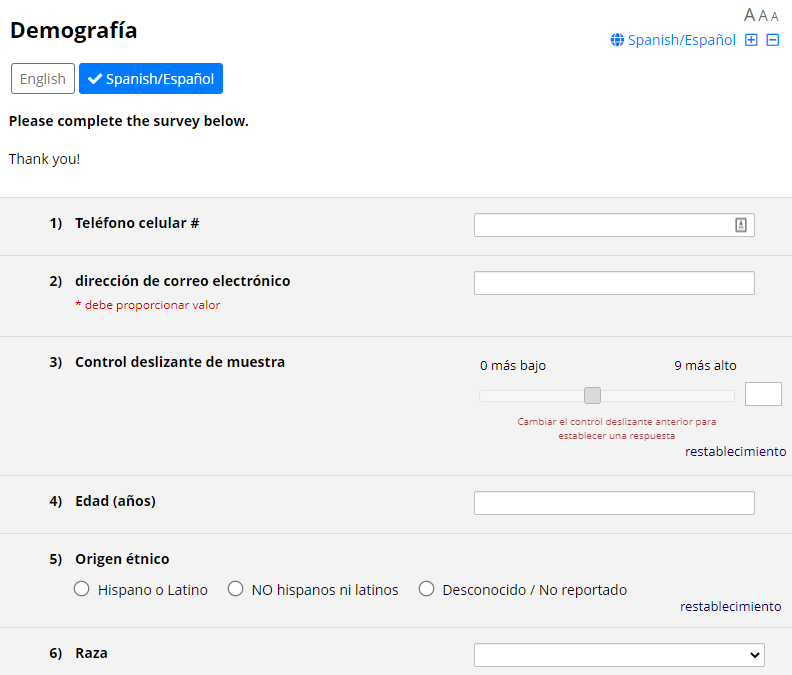 Demografía
A A A
Spanish/Español
English
Spanish/Español
Please complete the survey below.
Thank you!
1) Teléfono celular #
2) dirección de correo electrónico
* debe proporcionar valor
3) Control deslizante de muestra
0 más bajo 9 más alto
Cambiar el control deslizante anterior para
establecer una respuesta
restablecimiento
4) Edad (años)
5) Origen étnico
Hispano o Latino NO hispanos ni latinos Desconocido / No reportado
restablecimiento
6) Raza